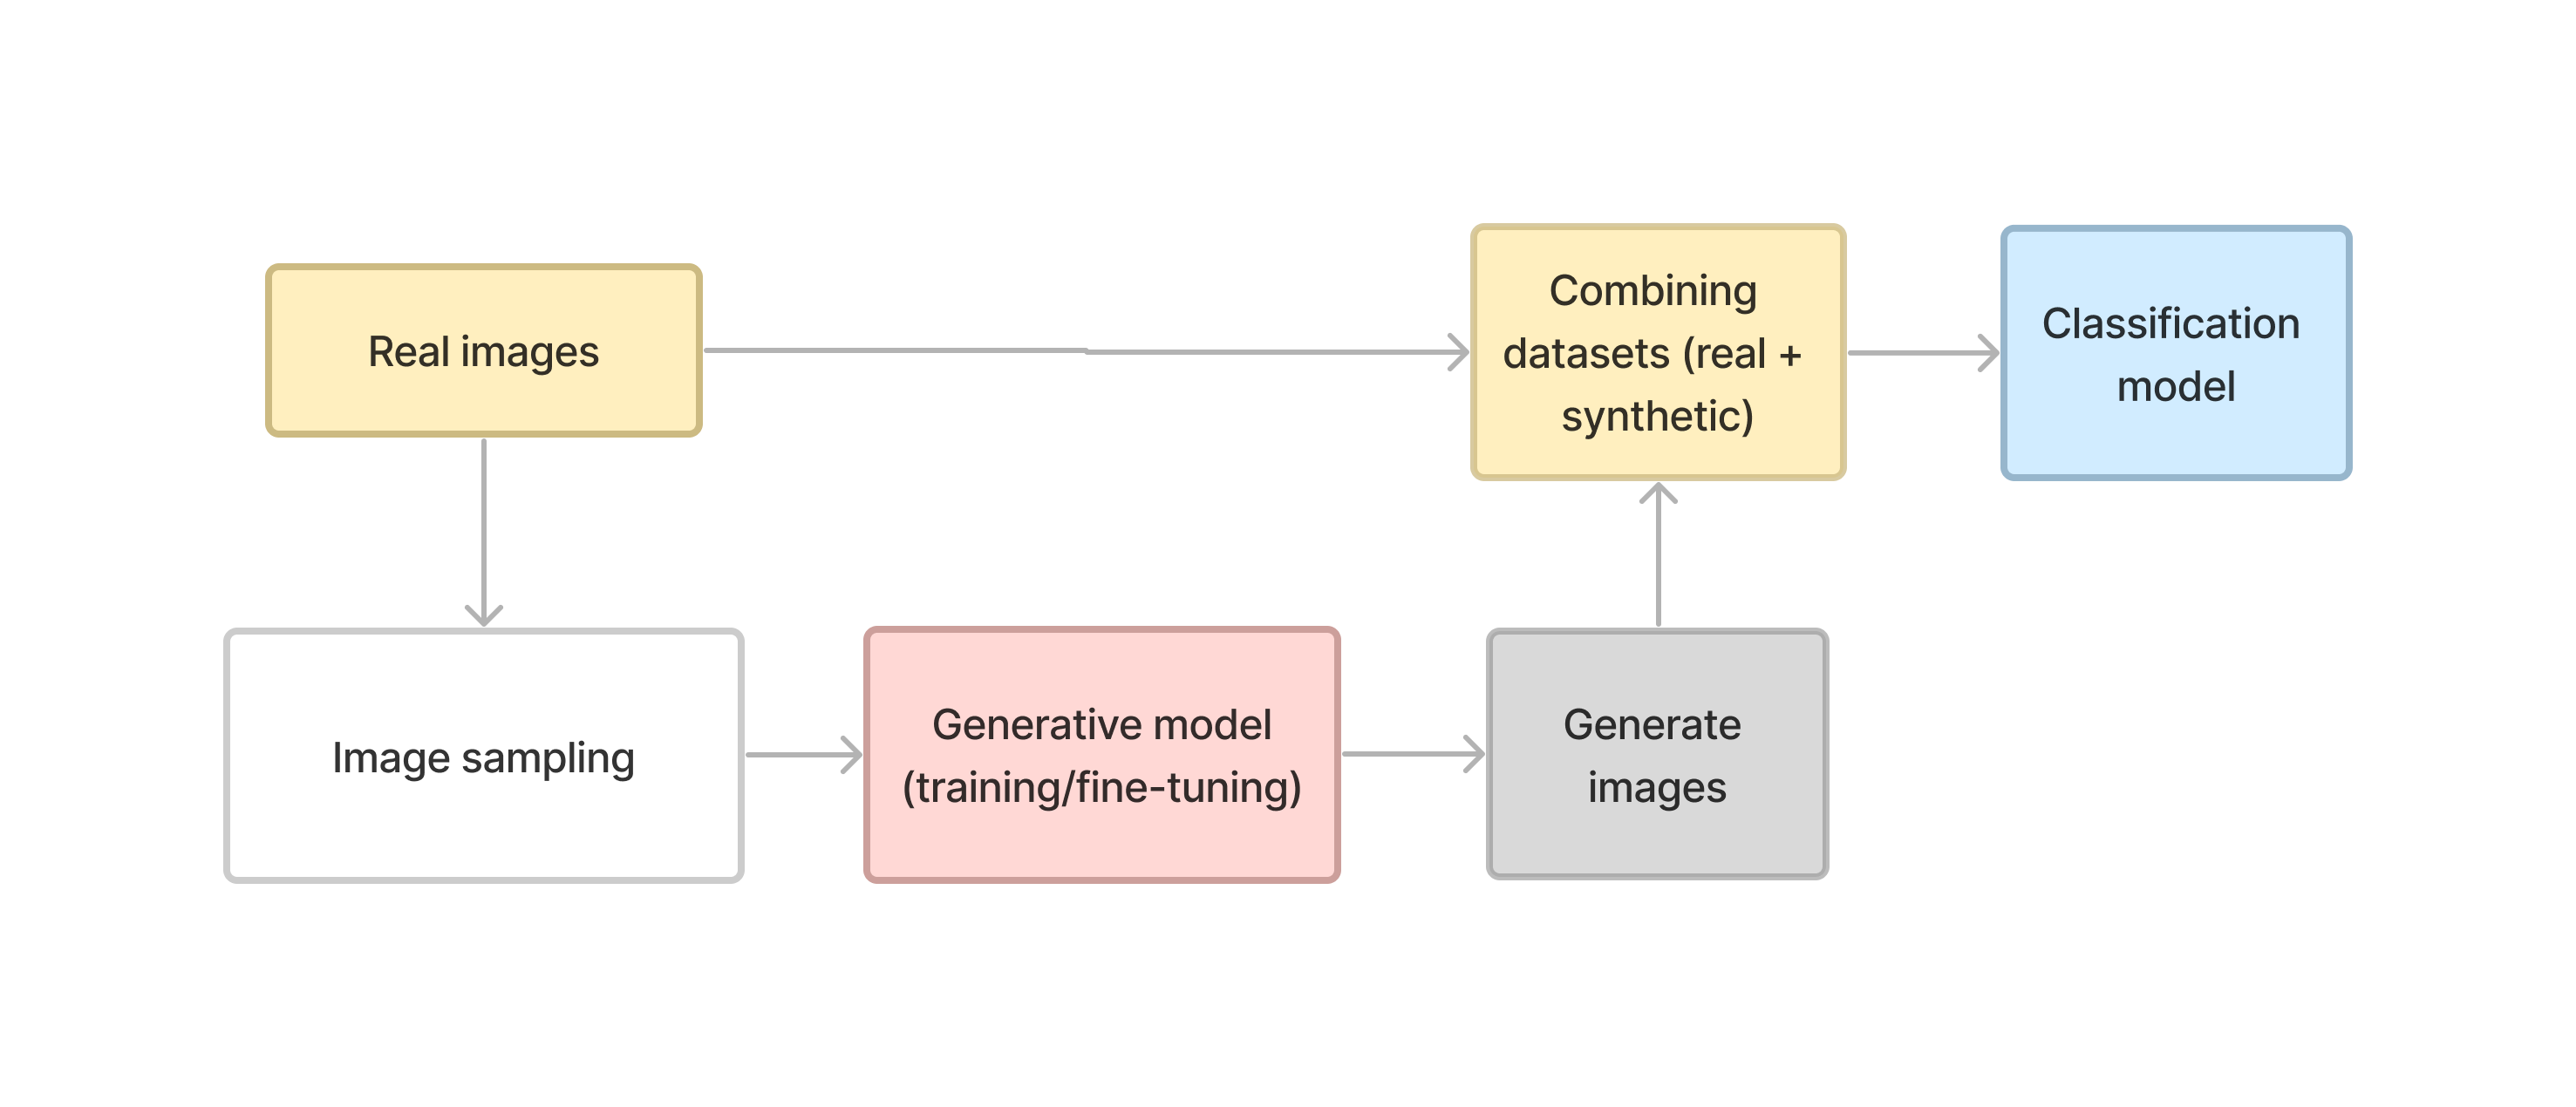 Real images
Combining
datasets (real +
synthetic)
Classification
model
Image sampling
Generative model
(training/fine-tuning)
Generate
images